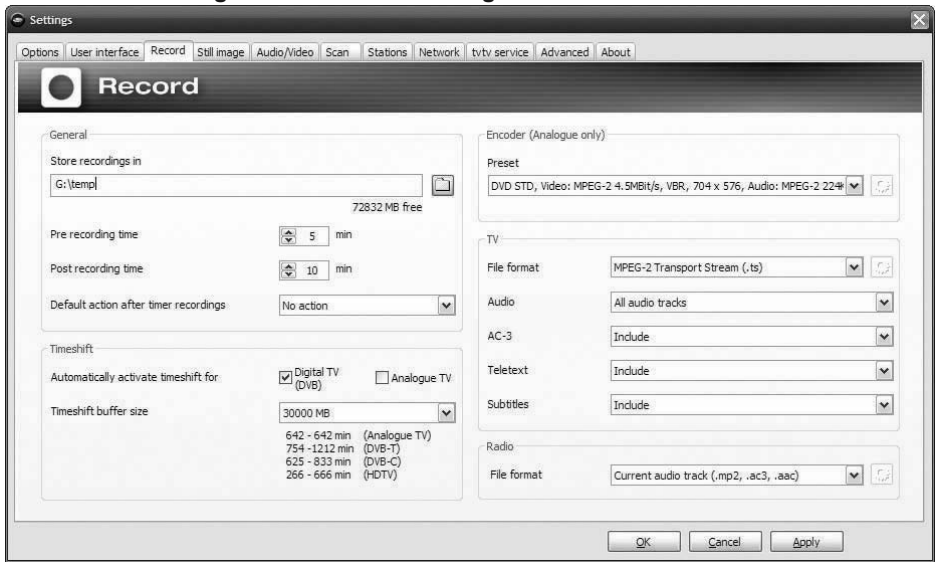 Settings
Options User interface Record Still image Audio/Video Scan Stations Network tvtv service Advanced About
Record
General
Store recordings in
G:\temp
72832 MB free
Pre recording time 5 min
Post recording time 10 min
Default action after timer recordings No action
Timeshift
Automatically activate timeshift for Digital TV (DVB) Analogue TV
Timeshift buffer size 30000 MB
642 - 642 min (Analogue TV)
754 -1212 min (DVB-T)
625 - 833 min (DVB-C)
266 - 666 min (HDTV)
Encoder (Analogue only)
Preset
DVD STD, Video: MPEG-2 4.5MBit/s, VBR, 704 x 576, Audio: MPEG-2 224
TV
File format MPEG-2 Transport Stream (.ts)
Audio All audio tracks
AC-3 Include
Teletext Include
Subtitles Include
Radio
File format Current audio track (.mp2, .ac3, .aac)
OK Cancel Apply